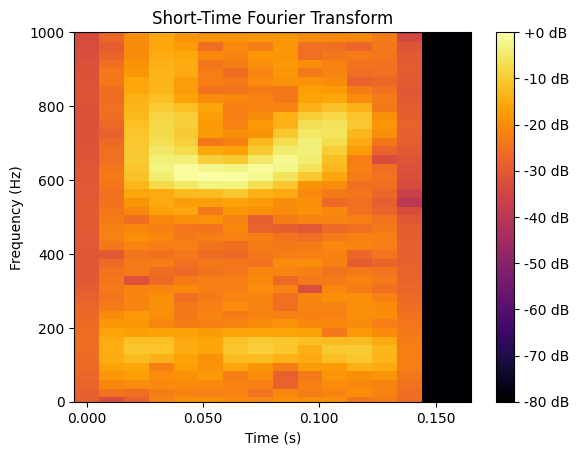 Short-Time Fourier Transform
Frequency (Hz)
1000
800
600
400
200
0
0.000
0.050
0.100
0.150
Time (s)
+0 dB
-10 dB
-20 dB
-30 dB
-40 dB
-50 dB
-60 dB
-70 dB
-80 dB